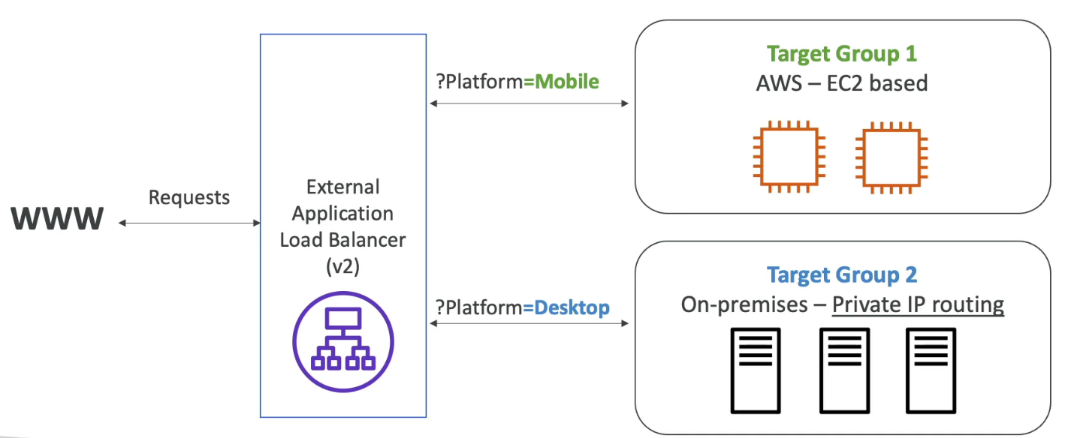 WWW
Requests
External
Application
Load Balancer
(v2)
?Platform=Mobile
Target Group 1
AWS – EC2 based
?Platform=Desktop
Target Group 2
On-premises – Private IP routing